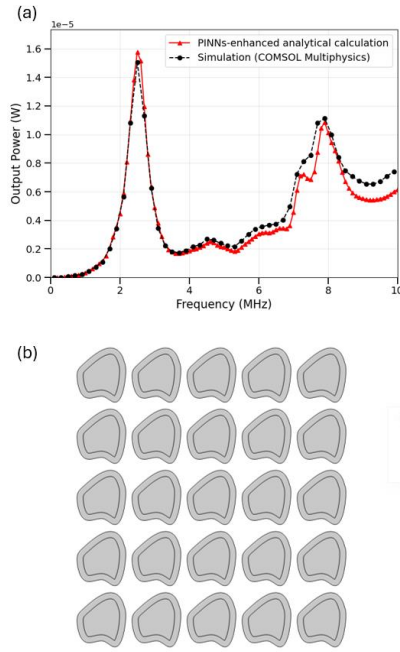 (a)
1e−5
1.6
1.4
1.2
1.0
0.8
0.6
0.4
0.2
0.0
Output Power (W)
PINNs-enhanced analytical calculation
Simulation (COMSOL Multiphysics)
0 2 4 6 8 10
Frequency (MHz)
(b)